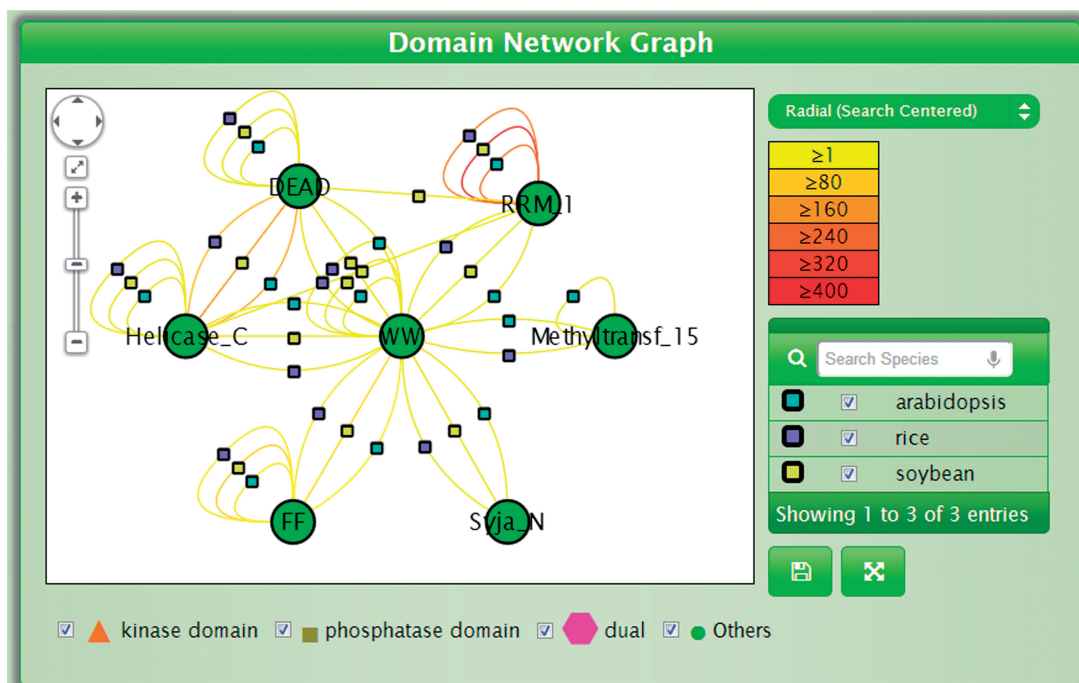 Domain Network Graph
Radial (Search Centered)
≥1
≥80
≥160
≥240
≥320
≥400
DEAD
RRM_1
Helicase_C
WW
Methyltransf_15
FF
Syja_N
Search Species
arabidopsis
rice
soybean
Showing 1 to 3 of 3 entries
kinase domain phosphatase domain dual Others